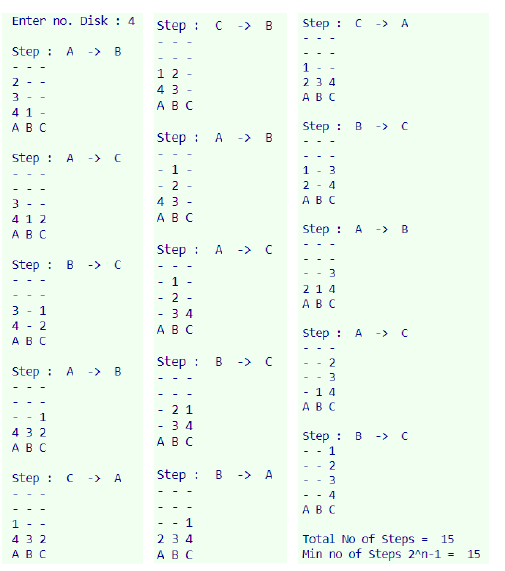 Enter no. Disk : 4
Step : A -> B
- - -
2 - -
3 - -
4 1 -
A B C
Step : A -> C
- - -
- - -
3 - -
4 1 2
A B C
Step : B -> C
- - -
- - -
3 - 1
4 - 2
A B C
Step : A -> B
- - -
- - -
- - 1
4 3 2
A B C
Step : C -> A
- - -
- - -
1 - -
4 3 2
A B C
Step : C -> B
- - -
- - -
1 2 -
4 3 -
A B C
Step : A -> B
- - -
- 1 -
- 2 -
4 3 -
A B C
Step : A -> C
- - -
- 1 -
- 2 -
- 3 4
A B C
Step : B -> C
- - -
- - -
- 2 1
- 3 4
A B C
Step : B -> A
- - -
- - -
- - 1
2 3 4
A B C
Step : C -> A
- - -
- - -
1 - -
2 3 4
A B C
Step : B -> C
- - -
- - -
1 - 3
2 - 4
A B C
Step : A -> B
- - -
- - -
- - 3
2 1 4
A B C
Step : A -> C
- - -
- - 2
- - 3
- 1 4
A B C
Step : B -> C
- - 1
- - 2
- - 3
- - 4
A B C
Total No of Steps = 15
Min no of Steps 2^n-1 = 15